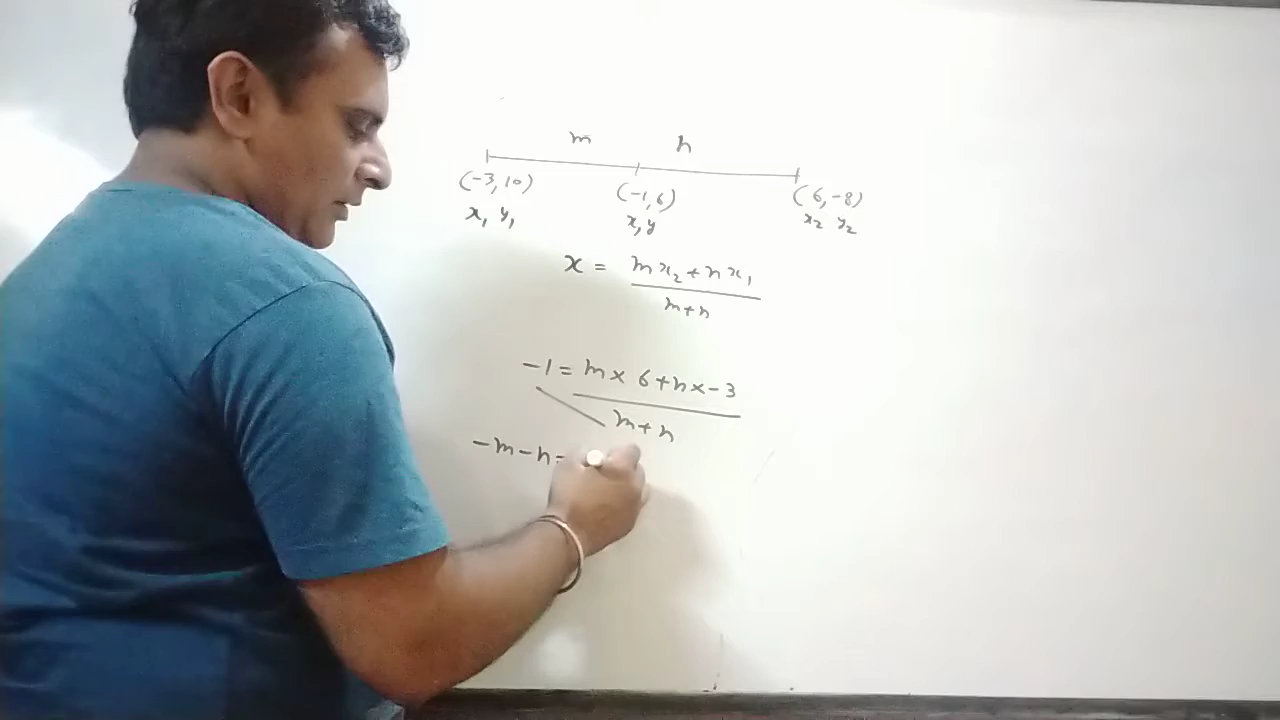 m n
(-3,10) (-1,6) (6,-8)
x₁ y₁ x,y x₂ y₂
x = mx₂+nx₁
m+n
-1 = m× 6+n×-3
m+n
-m-n=